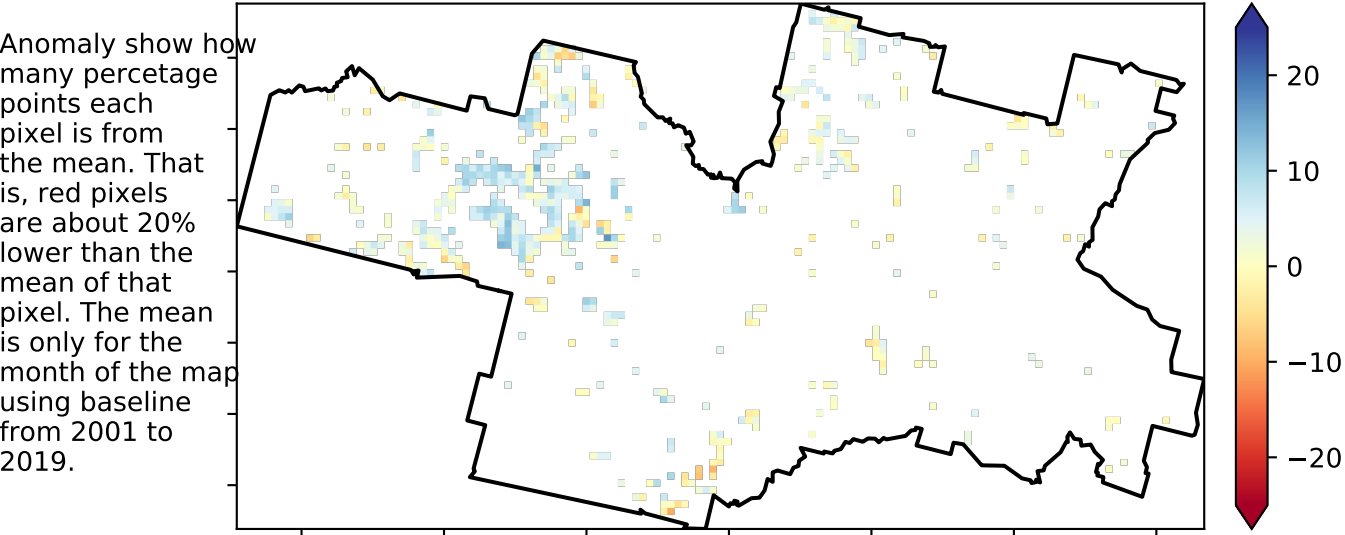 Anomaly show how
many percetage
points each
pixel is from
the mean. That
is, red pixels
are about 20%
lower than the
mean of that
pixel. The mean
is only for the
month of the map
using baseline
from 2001 to
2019.
20
10
0
−10
−20